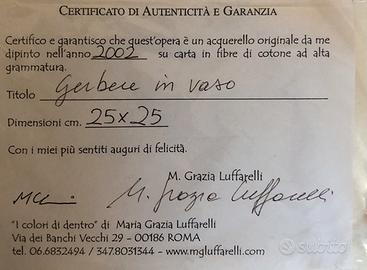 CERTIFICATO DI AUTENTICITÀ E GARANZIA
Certifico e garantisco che quest'opera è un acquerello originale da me
dipinto nell'anno 2002 su carta in fibre di cotone ad alta
grammatura.
Titolo Gerbere in vaso
Dimensioni cm. 25x25
Con i miei più sentiti auguri di felicità.
M. Grazia Luffarelli
M. Grazia Luffarelli
"I colori di dentro" di Maria Grazia Luffarelli
Via dei Banchi Vecchi 29 - 00186 ROMA
tel. 06.6832494 / 347.8031344 - www.mgluffarelli.com
subito